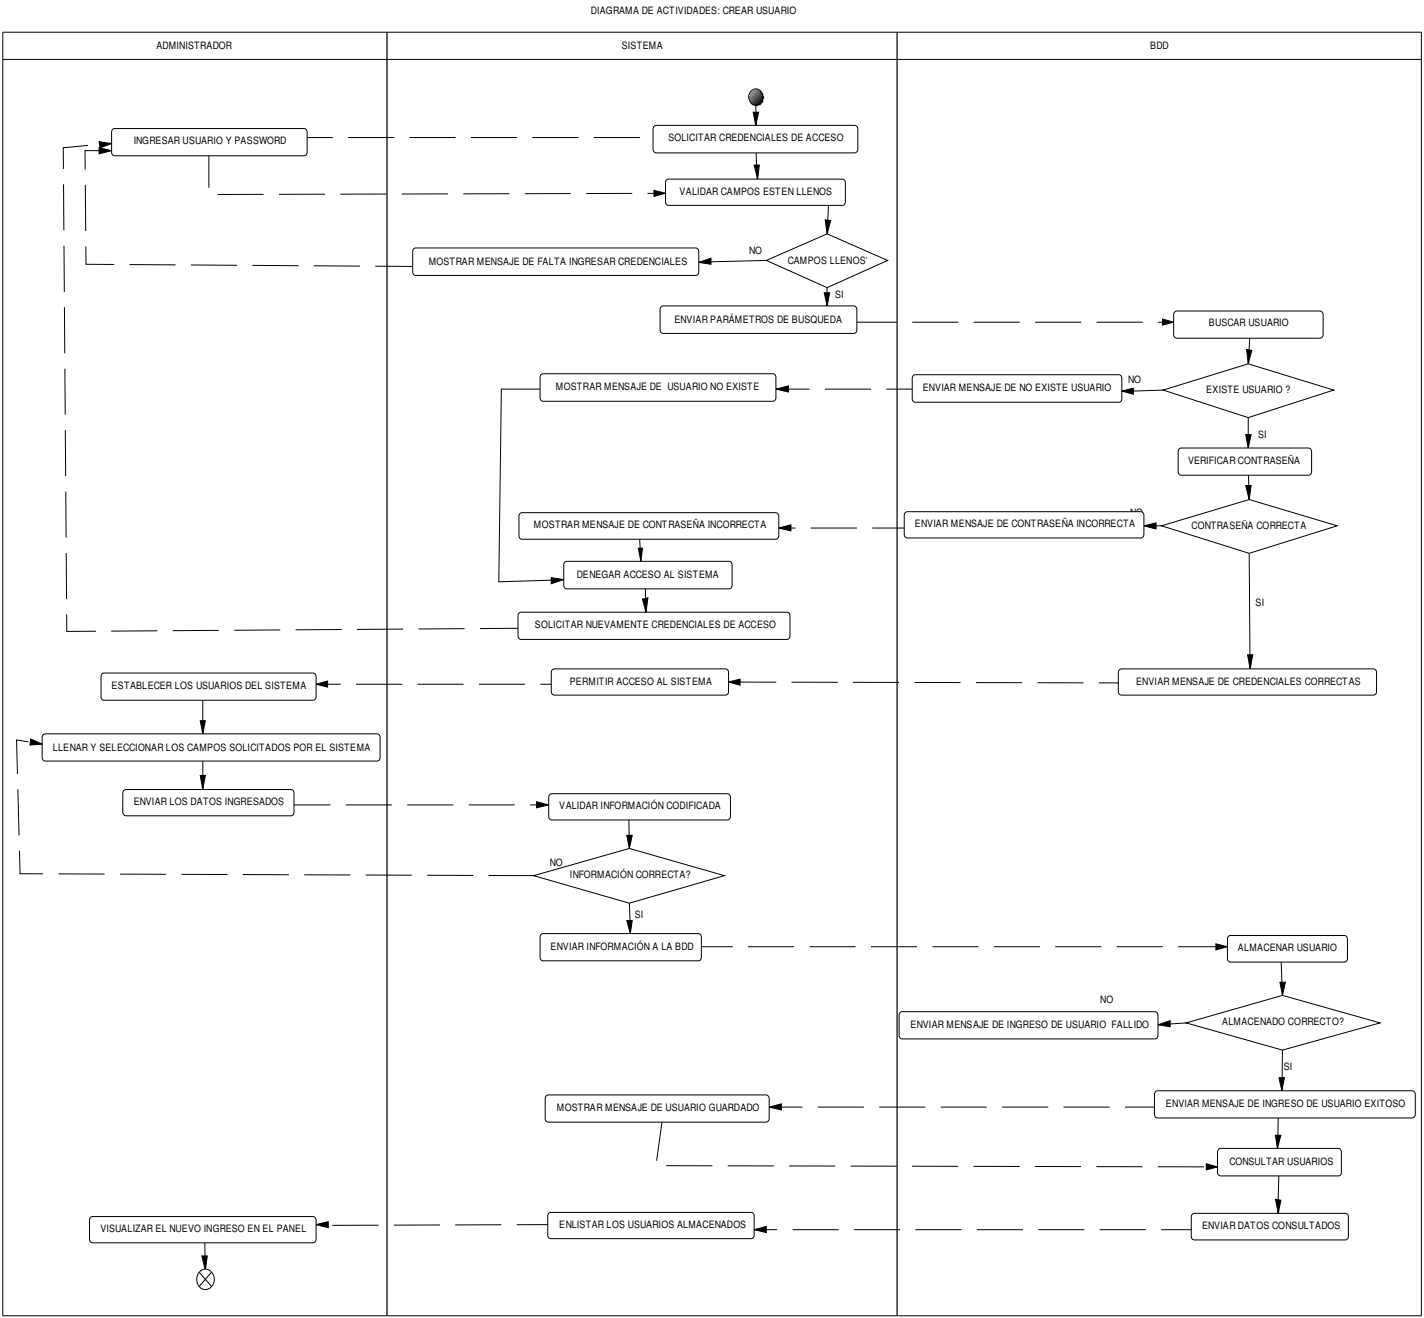 DIAGRAMA DE ACTIVIDADES: CREAR USUARIO
ADMINISTRADOR
SISTEMA
BDD
INGRESAR USUARIO Y PASSWORD
SOLICITAR CREDENCIALES DE ACCESO
VALIDAR CAMPOS ESTEN LLENOS
NO
MOSTRAR MENSAJE DE FALTA INGRESAR CREDENCIALES
CAMPOS LLENOS
SI
ENVIAR PARÁMETROS DE BUSQUEDA
BUSCAR USUARIO
MOSTRAR MENSAJE DE USUARIO NO EXISTE
ENVIAR MENSAJE DE NO EXISTE USUARIO
NO
EXISTE USUARIO ?
SI
VERIFICAR CONTRASEÑA
MOSTRAR MENSAJE DE CONTRASEÑA INCORRECTA
ENVIAR MENSAJE DE CONTRASEÑA INCORRECTA
NO
CONTRASEÑA CORRECTA
DENEGAR ACCESO AL SISTEMA
SI
SOLICITAR NUEVAMENTE CREDENCIALES DE ACCESO
ESTABLECER LOS USUARIOS DEL SISTEMA
PERMITIR ACCESO AL SISTEMA
ENVIAR MENSAJE DE CREDENCIALES CORRECTAS
LLENAR Y SELECCIONAR LOS CAMPOS SOLICITADOS POR EL SISTEMA
ENVIAR LOS DATOS INGRESADOS
VALIDAR INFORMACIÓN CODIFICADA
NO
INFORMACIÓN CORRECTA?
SI
ENVIAR INFORMACIÓN A LA BDD
ALMACENAR USUARIO
NO
ENVIAR MENSAJE DE INGRESO DE USUARIO FALLIDO
ALMACENADO CORRECTO?
SI
MOSTRAR MENSAJE DE USUARIO GUARDADO
ENVIAR MENSAJE DE INGRESO DE USUARIO EXITOSO
CONSULTAR USUARIOS
VISUALIZAR EL NUEVO INGRESO EN EL PANEL
ENLISTAR LOS USUARIOS ALMACENADOS
ENVIAR DATOS CONSULTADOS